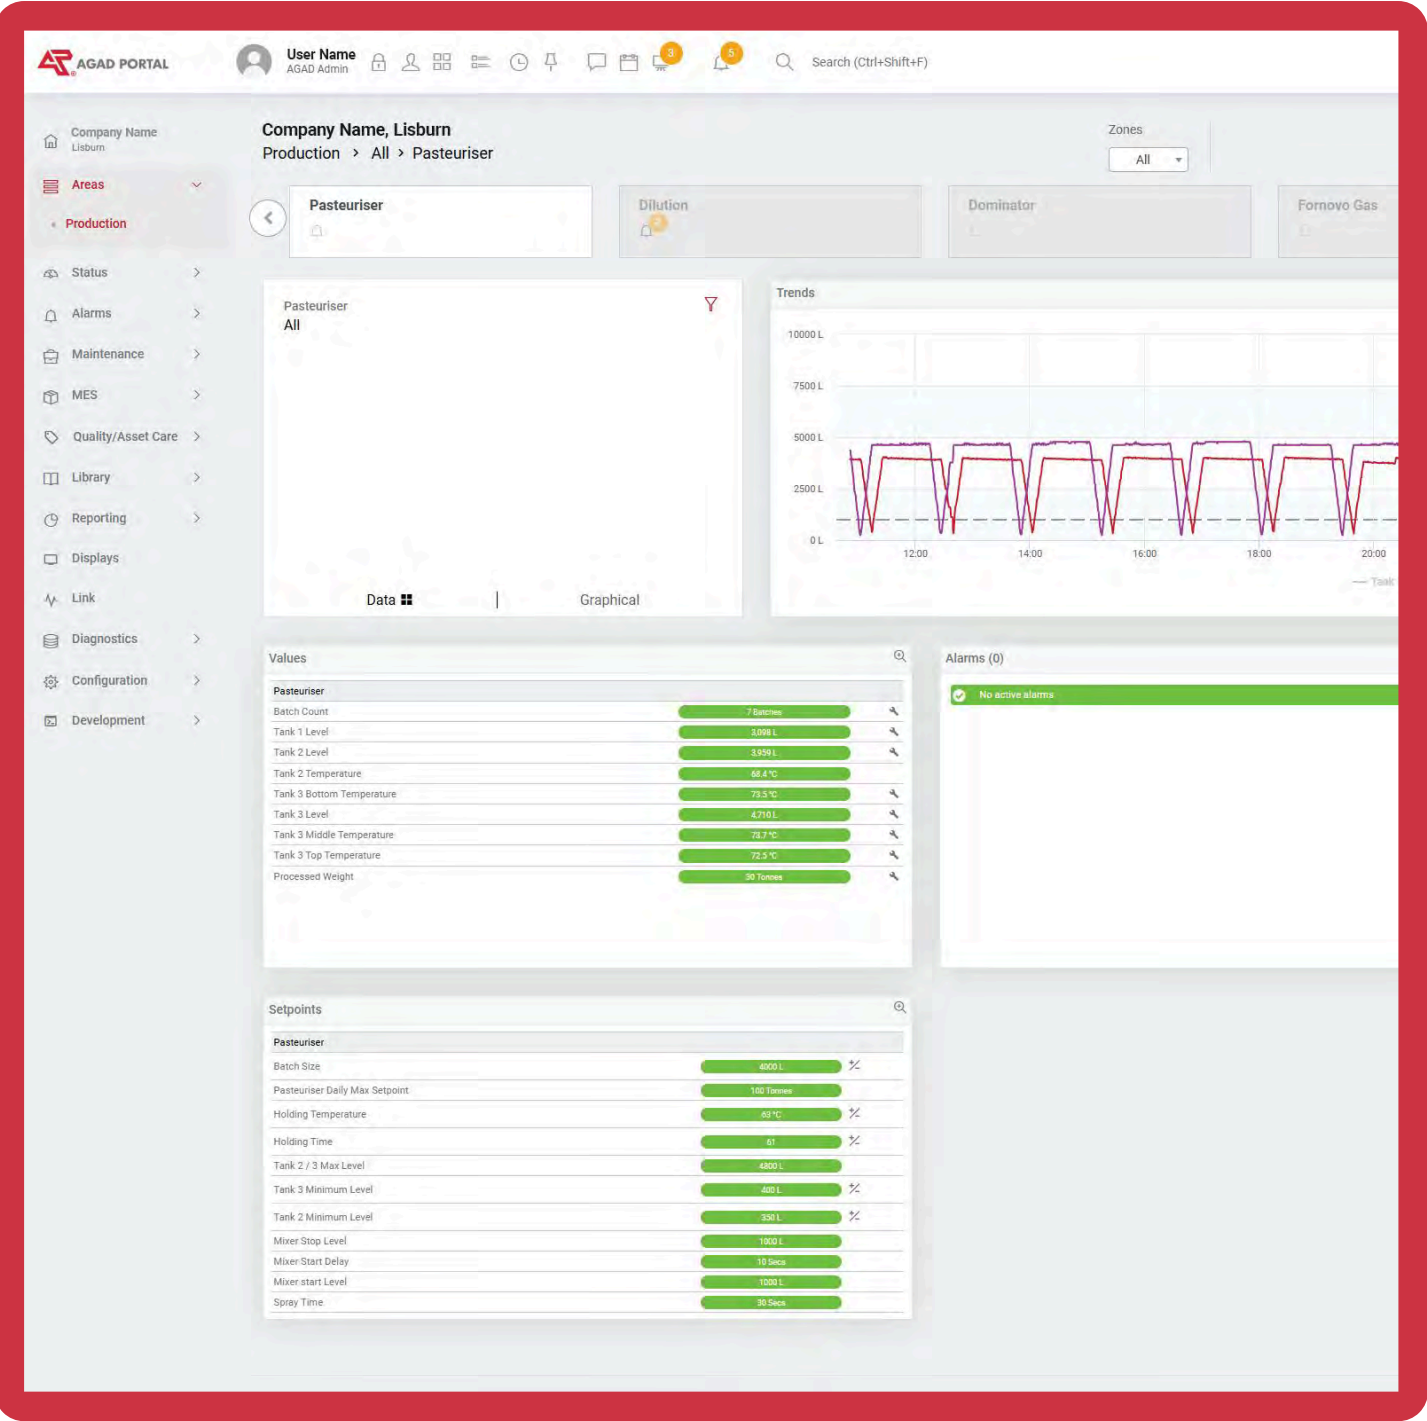 AGAD PORTAL
User Name
AGAD Admin
3
5
Search (Ctrl+Shift+F)
Company Name
Lisburn
Areas
Production
Status
Alarms
Maintenance
MES
Quality/Asset Care
Library
Reporting
Displays
Link
Diagnostics
Configuration
Development
Company Name, Lisburn
Production > All > Pasteuriser
Zones
All
Pasteuriser
Dilution
Dominator
Fornovo Gas
Pasteuriser
All
Data
Graphical
Trends
10000 L
7500 L
5000 L
2500 L
0 L
12:00 14:00 16:00 18:00 20:00
Tank
Values
Pasteuriser
Batch Count 7 Batches
Tank 1 Level 3,098 L
Tank 2 Level 3,959 L
Tank 2 Temperature 68.4 °C
Tank 3 Bottom Temperature 73.5 °C
Tank 3 Level 4,710 L
Tank 3 Middle Temperature 73.7 °C
Tank 3 Top Temperature 72.5 °C
Processed Weight 30 Tonnes
Alarms (0)
No active alarms
Setpoints
Pasteuriser
Batch Size 4000 L
Pasteuriser Daily Max Setpoint 100 Tonnes
Holding Temperature 63 °C
Holding Time 61
Tank 2 / 3 Max Level 4800 L
Tank 3 Minimum Level 400 L
Tank 2 Minimum Level 350 L
Mixer Stop Level 1000 L
Mixer Start Delay 10 Secs
Mixer start Level 1000 L
Spray Time 30 Secs